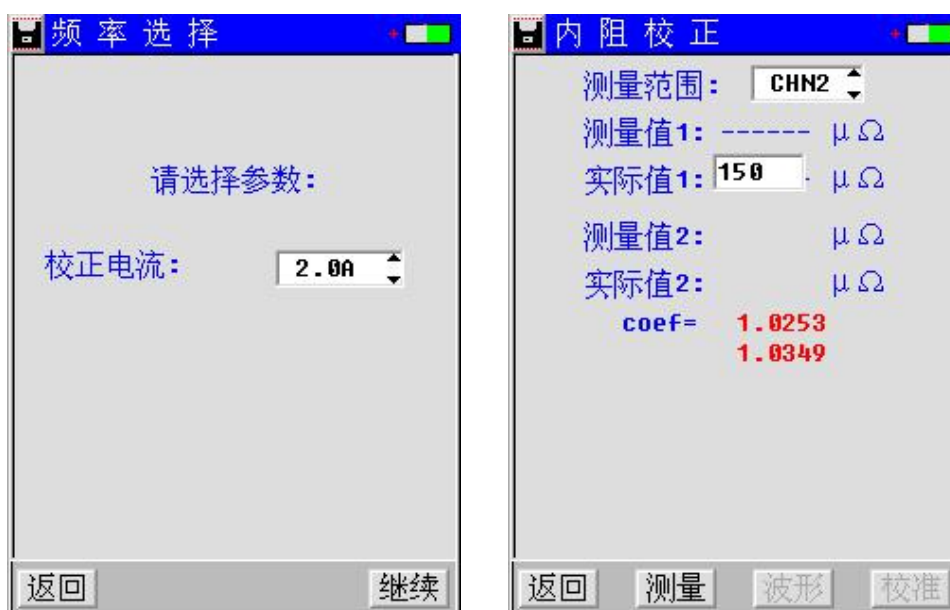 频率选择
请选择参数:
校正电流: 2.0A
返回 继续
内阻校正
测量范围: CHN2
测量值1: ------ μΩ
实际值1: 150 μΩ
测量值2: μΩ
实际值2: μΩ
coef= 1.0253
1.0349
返回 测量 波形 校准